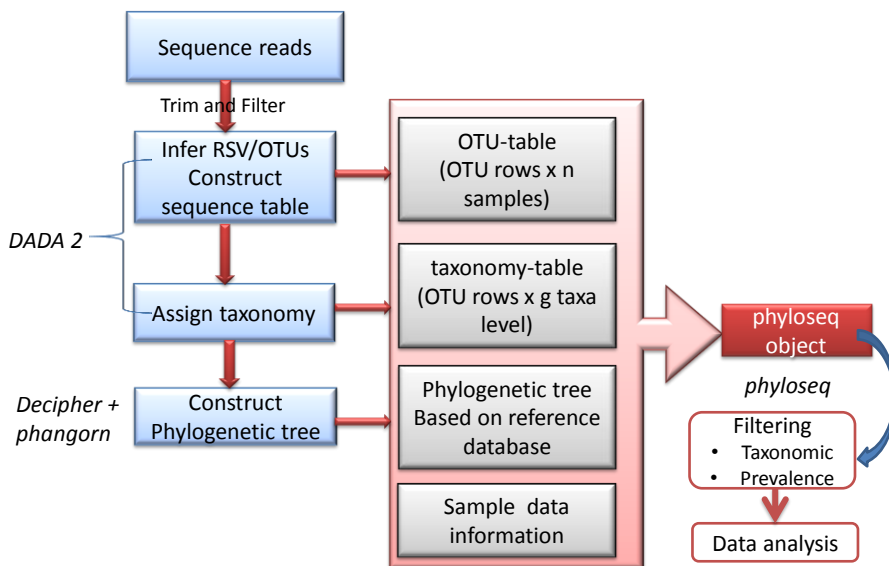 Sequence reads
Trim and Filter
Infer RSV/OTUs
Construct
sequence table
DADA 2
Assign taxonomy
Decipher +
phangorn
Construct
Phylogenetic tree
OTU-table
(OTU rows x n
samples)
taxonomy-table
(OTU rows x g taxa
level)
Phylogenetic tree
Based on reference
database
Sample data
information
phyloseq
object
phyloseq
Filtering
• Taxonomic
• Prevalence
Data analysis